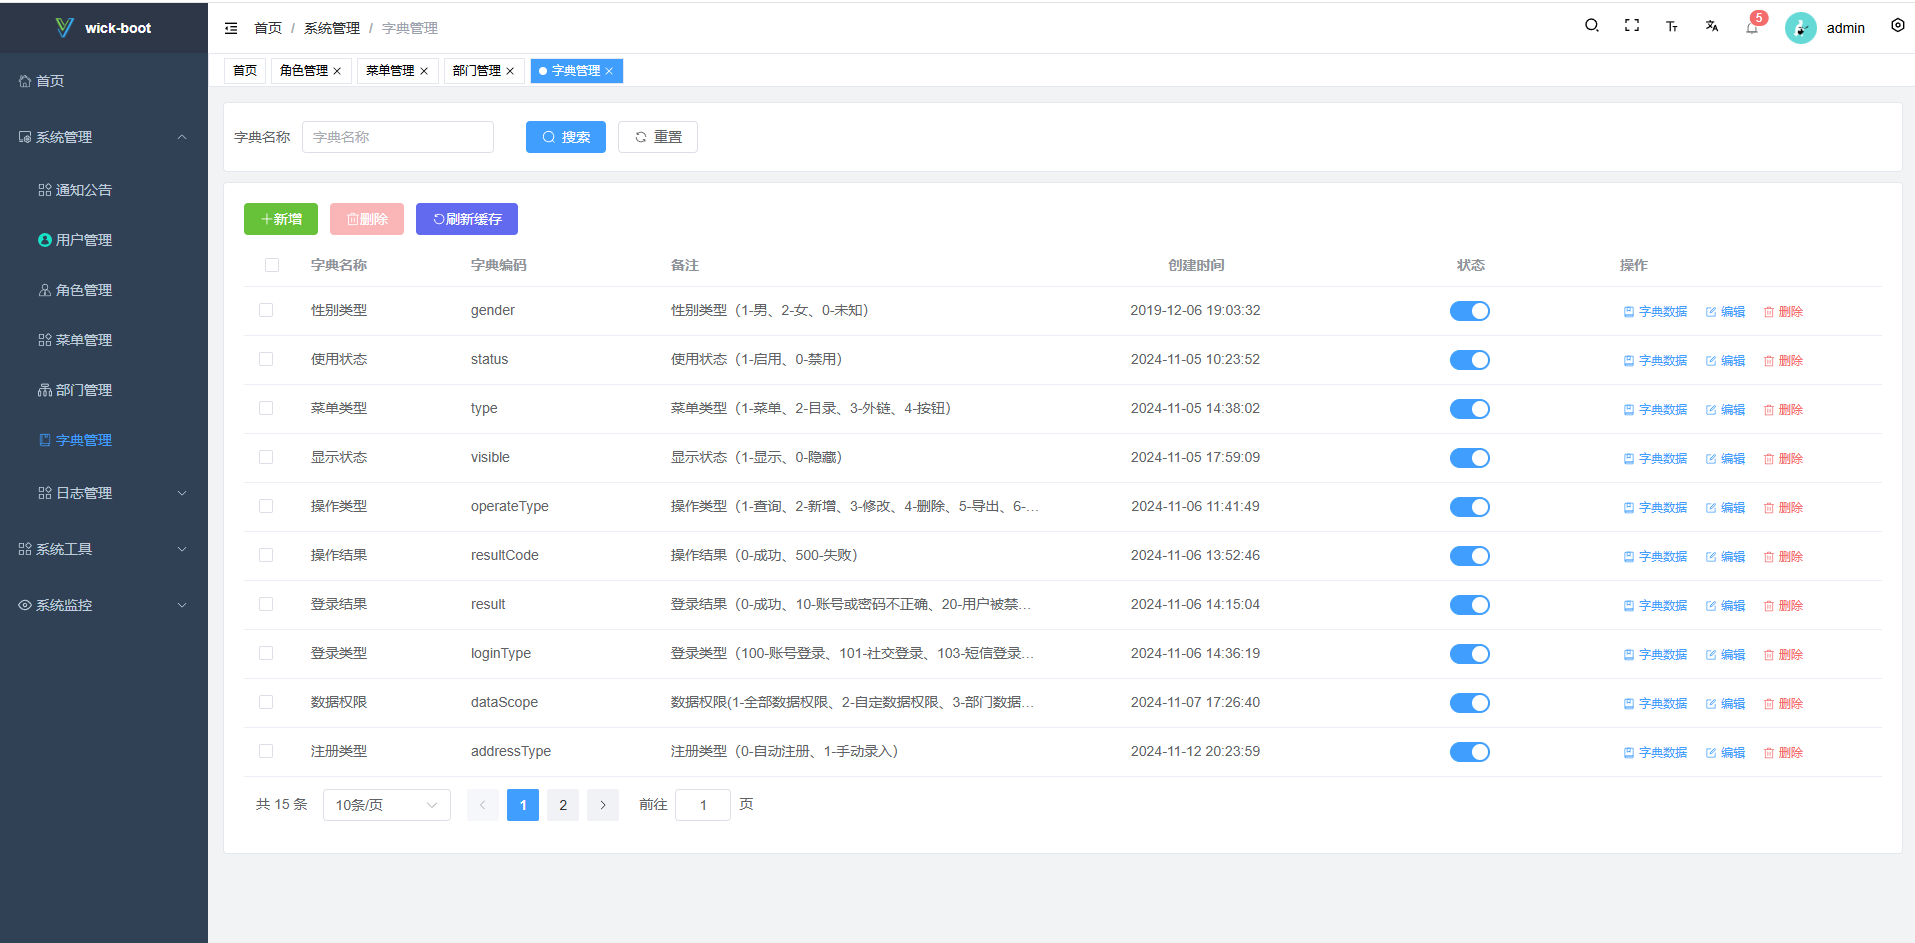 wick-boot
首页
系统管理
通知公告
用户管理
角色管理
菜单管理
部门管理
字典管理
日志管理
系统工具
系统监控
首页 / 系统管理 / 字典管理
5
admin
首页 角色管理 菜单管理 部门管理 字典管理
字典名称 字典名称 搜索 重置
新增 删除 刷新缓存
字典名称 字典编码 备注 创建时间 状态 操作
性别类型 gender 性别类型（1-男、2-女、0-未知） 2019-12-06 19:03:32 字典数据 编辑 删除
使用状态 status 使用状态（1-启用、0-禁用） 2024-11-05 10:23:52 字典数据 编辑 删除
菜单类型 type 菜单类型（1-菜单、2-目录、3-外链、4-按钮） 2024-11-05 14:38:02 字典数据 编辑 删除
显示状态 visible 显示状态（1-显示、0-隐藏） 2024-11-05 17:59:09 字典数据 编辑 删除
操作类型 operateType 操作类型（1-查询、2-新增、3-修改、4-删除、5-导出、6-... 2024-11-06 11:41:49 字典数据 编辑 删除
操作结果 resultCode 操作结果（0-成功、500-失败） 2024-11-06 13:52:46 字典数据 编辑 删除
登录结果 result 登录结果（0-成功、10-账号或密码不正确、20-用户被禁... 2024-11-06 14:15:04 字典数据 编辑 删除
登录类型 loginType 登录类型（100-账号登录、101-社交登录、103-短信登录... 2024-11-06 14:36:19 字典数据 编辑 删除
数据权限 dataScope 数据权限(1-全部数据权限、2-自定数据权限、3-部门数据... 2024-11-07 17:26:40 字典数据 编辑 删除
注册类型 addressType 注册类型（0-自动注册、1-手动录入） 2024-11-12 20:23:59 字典数据 编辑 删除
共 15 条 10条/页 1 2 前往 1 页